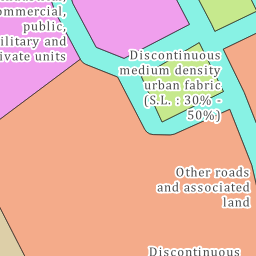 ommercial,
public,
ilitary and
ivate units
Discontinuous
medium density
urban fabric
(S.L. : 30% -
50%)
Other roads
and associated
land
Discontinuous